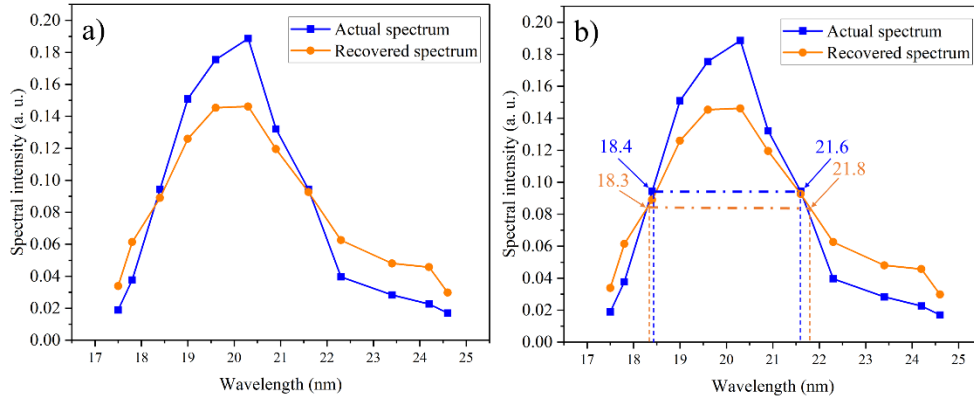 a)
Actual spectrum
Recovered spectrum
Spectral intensity (a. u.)
0.20
0.18
0.16
0.14
0.12
0.10
0.08
0.06
0.04
0.02
0.00
17 18 19 20 21 22 23 24 25
Wavelength (nm)
b)
Actual spectrum
Recovered spectrum
Spectral intensity (a. u.)
0.20
0.18
0.16
0.14
0.12
0.10
0.08
0.06
0.04
0.02
0.00
18.4
21.6
18.3
21.8
17 18 19 20 21 22 23 24 25
Wavelength (nm)